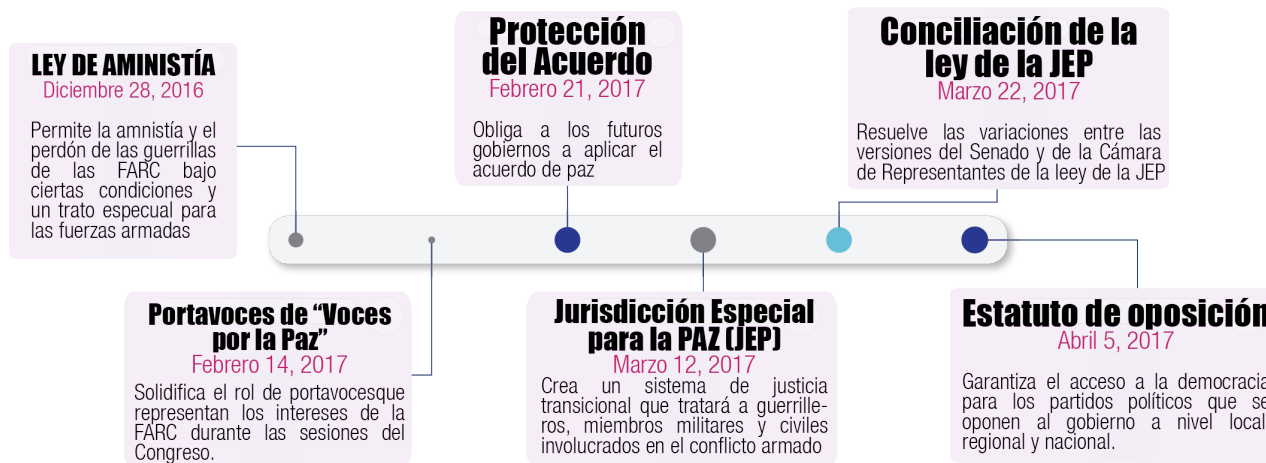 LEY DE AMINISTÍA
Diciembre 28, 2016
Permite la amnistía y el
perdón de las guerrillas
de las FARC bajo
ciertas condiciones y
un trato especual para
las fuerzas armadas
Portavoces de “Voces
por la Paz”
Febrero 14, 2017
Solidifica el rol de portavocesque
representan los intereses de la
FARC durante las sesiones del
Congreso.
Protección
del Acuerdo
Febrero 21, 2017
Obliga a los futuros
gobiernos a aplicar el
acuerdo de paz
Jurisdicción Especial
para la PAZ (JEP)
Marzo 12, 2017
Crea un sistema de justicia
transicional que tratará a guerrille-
ros, miembros militares y civiles
involucrados en el conflicto armado
Conciliación de la
ley de la JEP
Marzo 22, 2017
Resuelve las variaciones entre las
versiones del Senado y de la Cámara
de Representantes de la leey de la JEP
Estatuto de oposición
Abril 5, 2017
Garantiza el acceso a la democracia
para los partidos políticos que se
oponen al gobierno a nivel local,
regional y nacional.